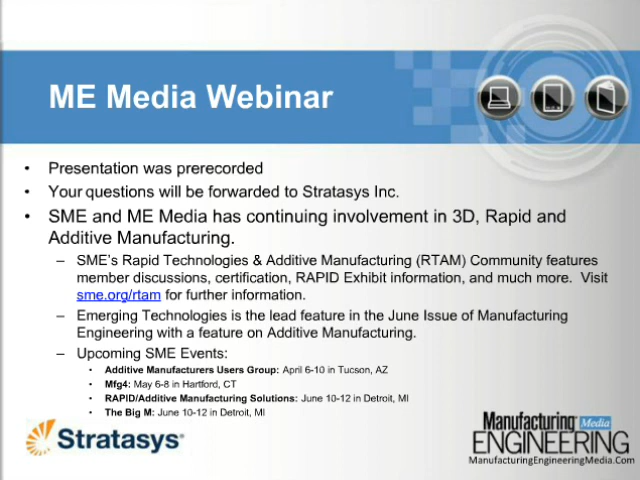 ME Media Webinar
• Presentation was prerecorded
• Your questions will be forwarded to Stratasys Inc.
• SME and ME Media has continuing involvement in 3D, Rapid and
Additive Manufacturing.
– SME's Rapid Technologies & Additive Manufacturing (RTAM) Community features
member discussions, certification, RAPID Exhibit information, and much more. Visit
sme.org/rtam for further information.
– Emerging Technologies is the lead feature in the June Issue of Manufacturing
Engineering with a feature on Additive Manufacturing.
– Upcoming SME Events:
• Additive Manufacturers Users Group: April 6-10 in Tucson, AZ
• Mfg4: May 6-8 in Hartford, CT
• RAPID/Additive Manufacturing Solutions: June 10-12 in Detroit, MI
• The Big M: June 10-12 in Detroit, MI
Stratasys
Manufacturing Media
ENGINEERING
ManufacturingEngineeringMedia.Com